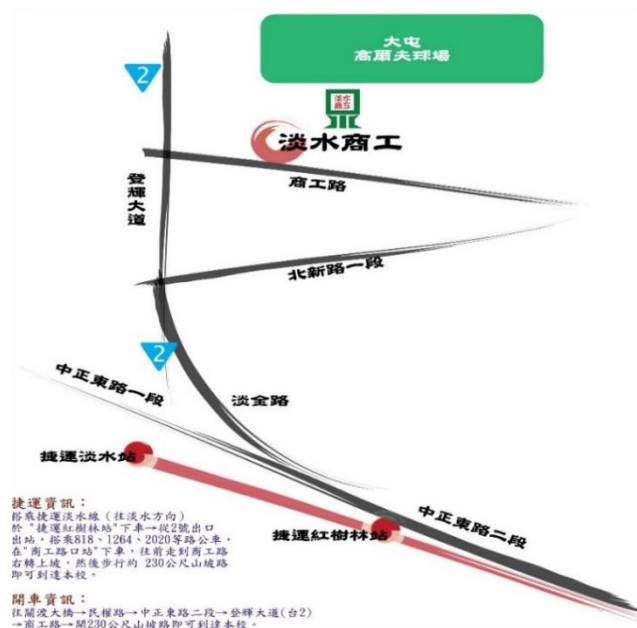 大屯
高爾夫球場
2
淡水
商工
淡水商工
商工路
登輝大道
北新路一段
2
中正東路一段
淡金路
捷運淡水站
中正東路二段
捷運紅樹林站
捷運資訊：
搭乘捷運淡水線（往淡水方向）
於 "捷運紅樹林站"下車→從2號出口
出站，搭乘818、1264、2020等路公車，
在"商工路口站"下車，往前走到商工路
右轉上坡，然後步行約 230公尺山坡路
即可到達本校。
開車資訊：
往關渡大橋→民權路→中正東路二段→登輝大道(台2)
→商工路→開230公尺山坡路即可到達本校。